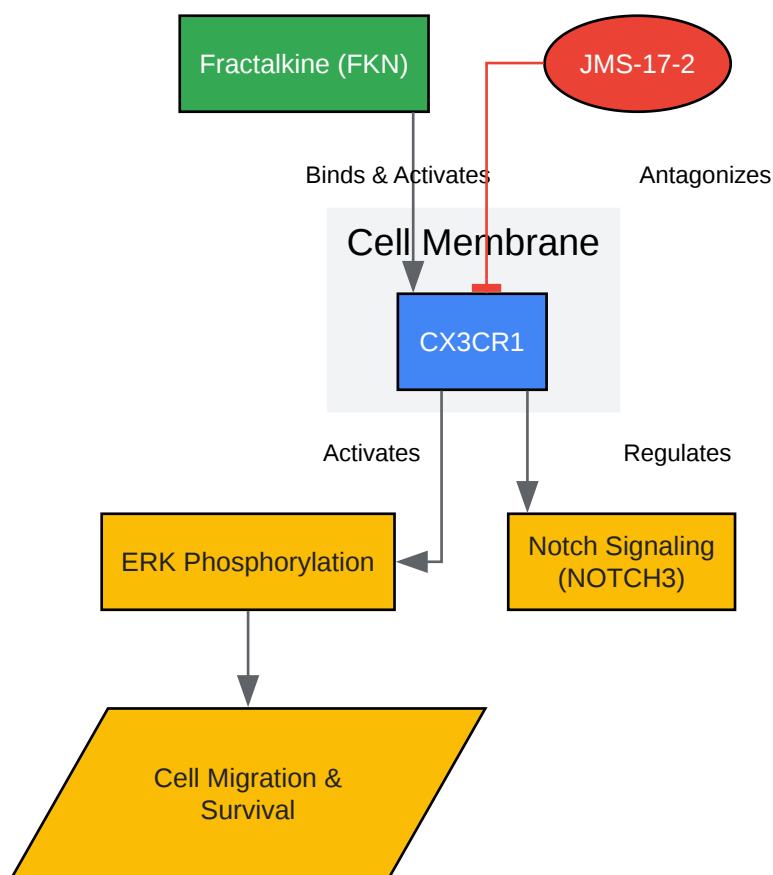 Fractalkine (FKN)
JMS-17-2
Binds & Activates
Antagonizes
Cell Membrane
CX3CR1
Activates
Regulates
ERK Phosphorylation
Notch Signaling
(NOTCH3)
Cell Migration &
Survival